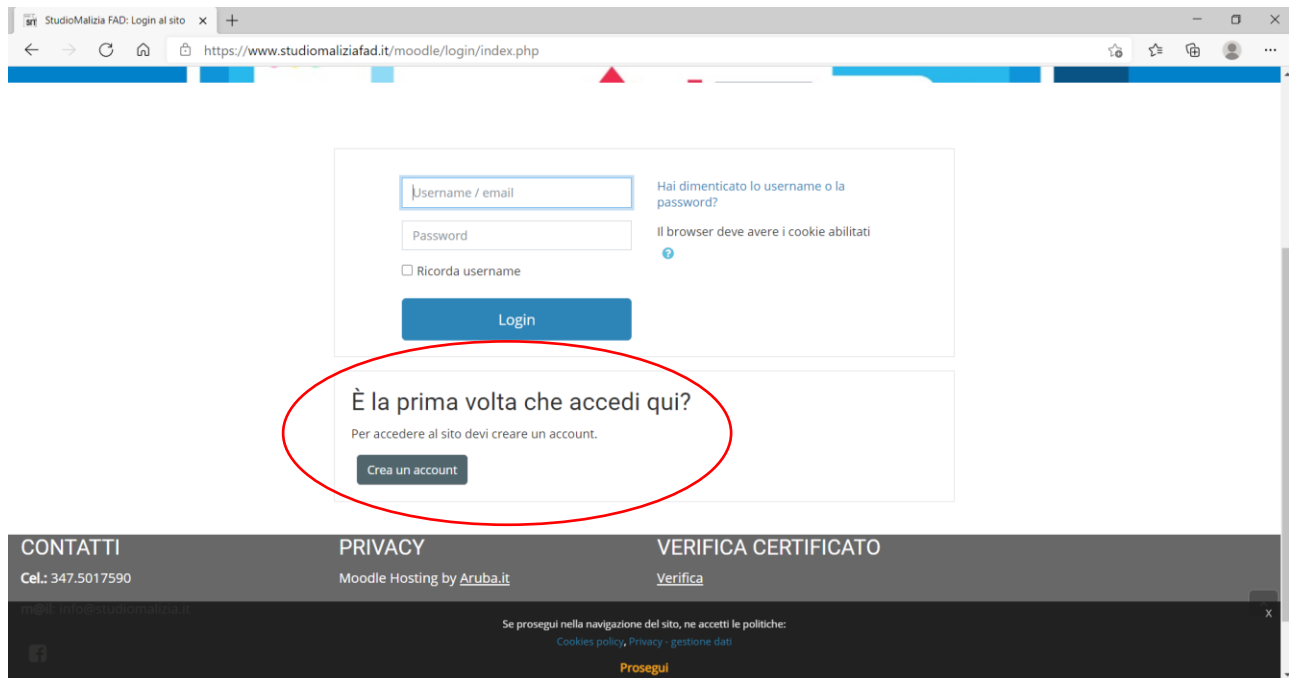 StudioMalizia FAD: Login al sito
https://www.studiomaliziafad.it/moodle/login/index.php
Username / email
Hai dimenticato lo username o la
password?
Password
Il browser deve avere i cookie abilitati
Ricorda username
Login
È la prima volta che accedi qui?
Per accedere al sito devi creare un account.
Crea un account
CONTATTI
PRIVACY
VERIFICA CERTIFICATO
Cel.: 347.5017590
Moodle Hosting by Aruba.it
Verifica
m@il: info@studiomalizia.it
Se prosegui nella navigazione del sito, ne accetti le politiche:
x
Cookies policy, Privacy - gestione dati
Prosegui